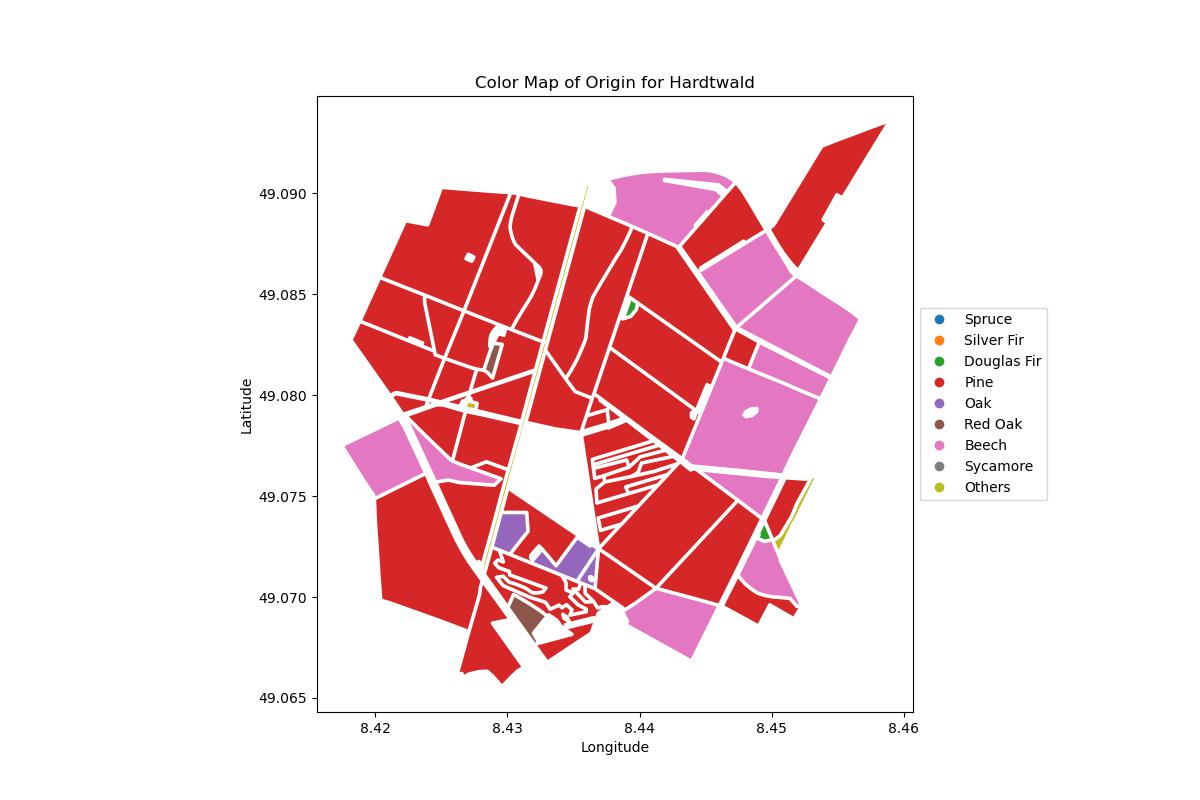 Color Map of Origin for Hardtwald
Latitude
49.090
49.085
49.080
49.075
49.070
49.065
8.42 8.43 8.44 8.45 8.46
Longitude
Spruce
Silver Fir
Douglas Fir
Pine
Oak
Red Oak
Beech
Sycamore
Others